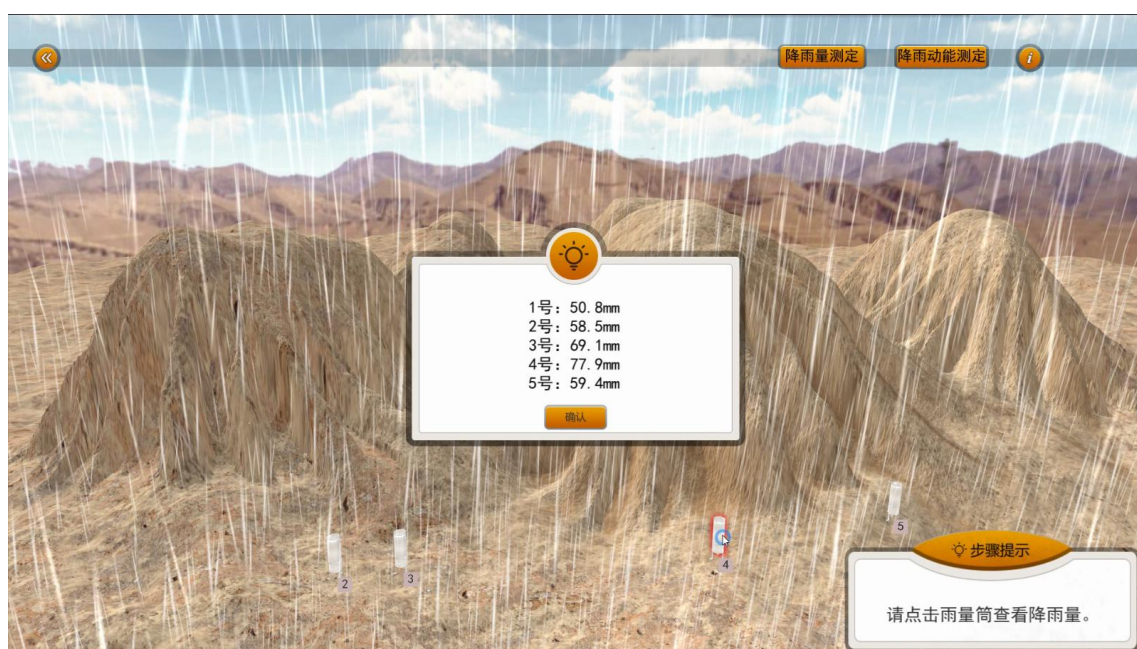 降雨量测定
降雨动能测定
i
1号: 50.8mm
2号: 58.5mm
3号: 69.1mm
4号: 77.9mm
5号: 59.4mm
确认
2
3
4
5
步骤提示
请点击雨量筒查看降雨量。